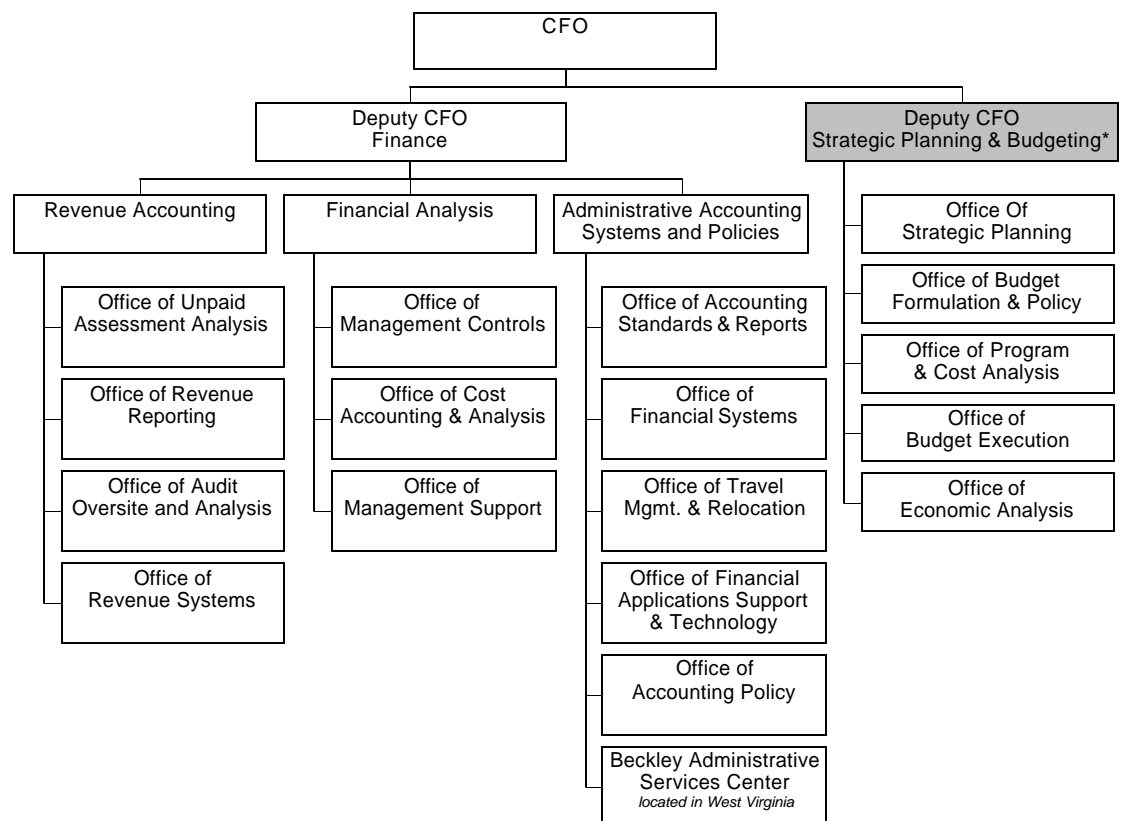 CFO
Deputy CFO
Finance
Deputy CFO
Strategic Planning & Budgeting*
Revenue Accounting
Financial Analysis
Administrative Accounting
Systems and Policies
Office of Unpaid
Assessment Analysis
Office of Revenue
Reporting
Office of Audit
Oversite and Analysis
Office of
Revenue Systems
Office of
Management Controls
Office of Cost
Accounting & Analysis
Office of
Management Support
Office of Accounting
Standards & Reports
Office of
Financial Systems
Office of Travel
Mgmt. & Relocation
Office of Financial
Applications Support
& Technology
Office of
Accounting Policy
Beckley Administrative
Services Center
located in West Virginia
Office Of
Strategic Planning
Office of Budget
Formulation & Policy
Office of Program
& Cost Analysis
Office of
Budget Execution
Office of
Economic Analysis